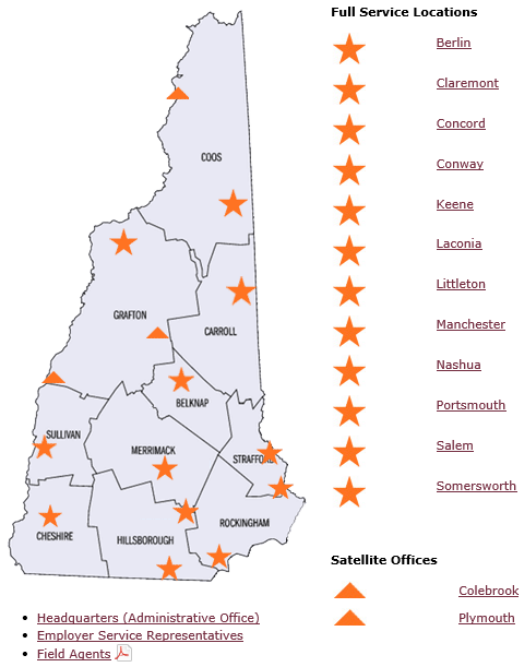 Full Service Locations
Berlin
Claremont
Concord
Conway
Keene
Laconia
Littleton
Manchester
Nashua
Portsmouth
Salem
Somersworth
Satellite Offices
Colebrook
Plymouth
COOS
GRAFTON
CARROLL
BELKNAP
SULLIVAN
MERRIMACK
STRAFFORD
ROCKINGHAM
CHESHIRE
HILLSBOROUGH
Headquarters (Administrative Office)
Employer Service Representatives
Field Agents